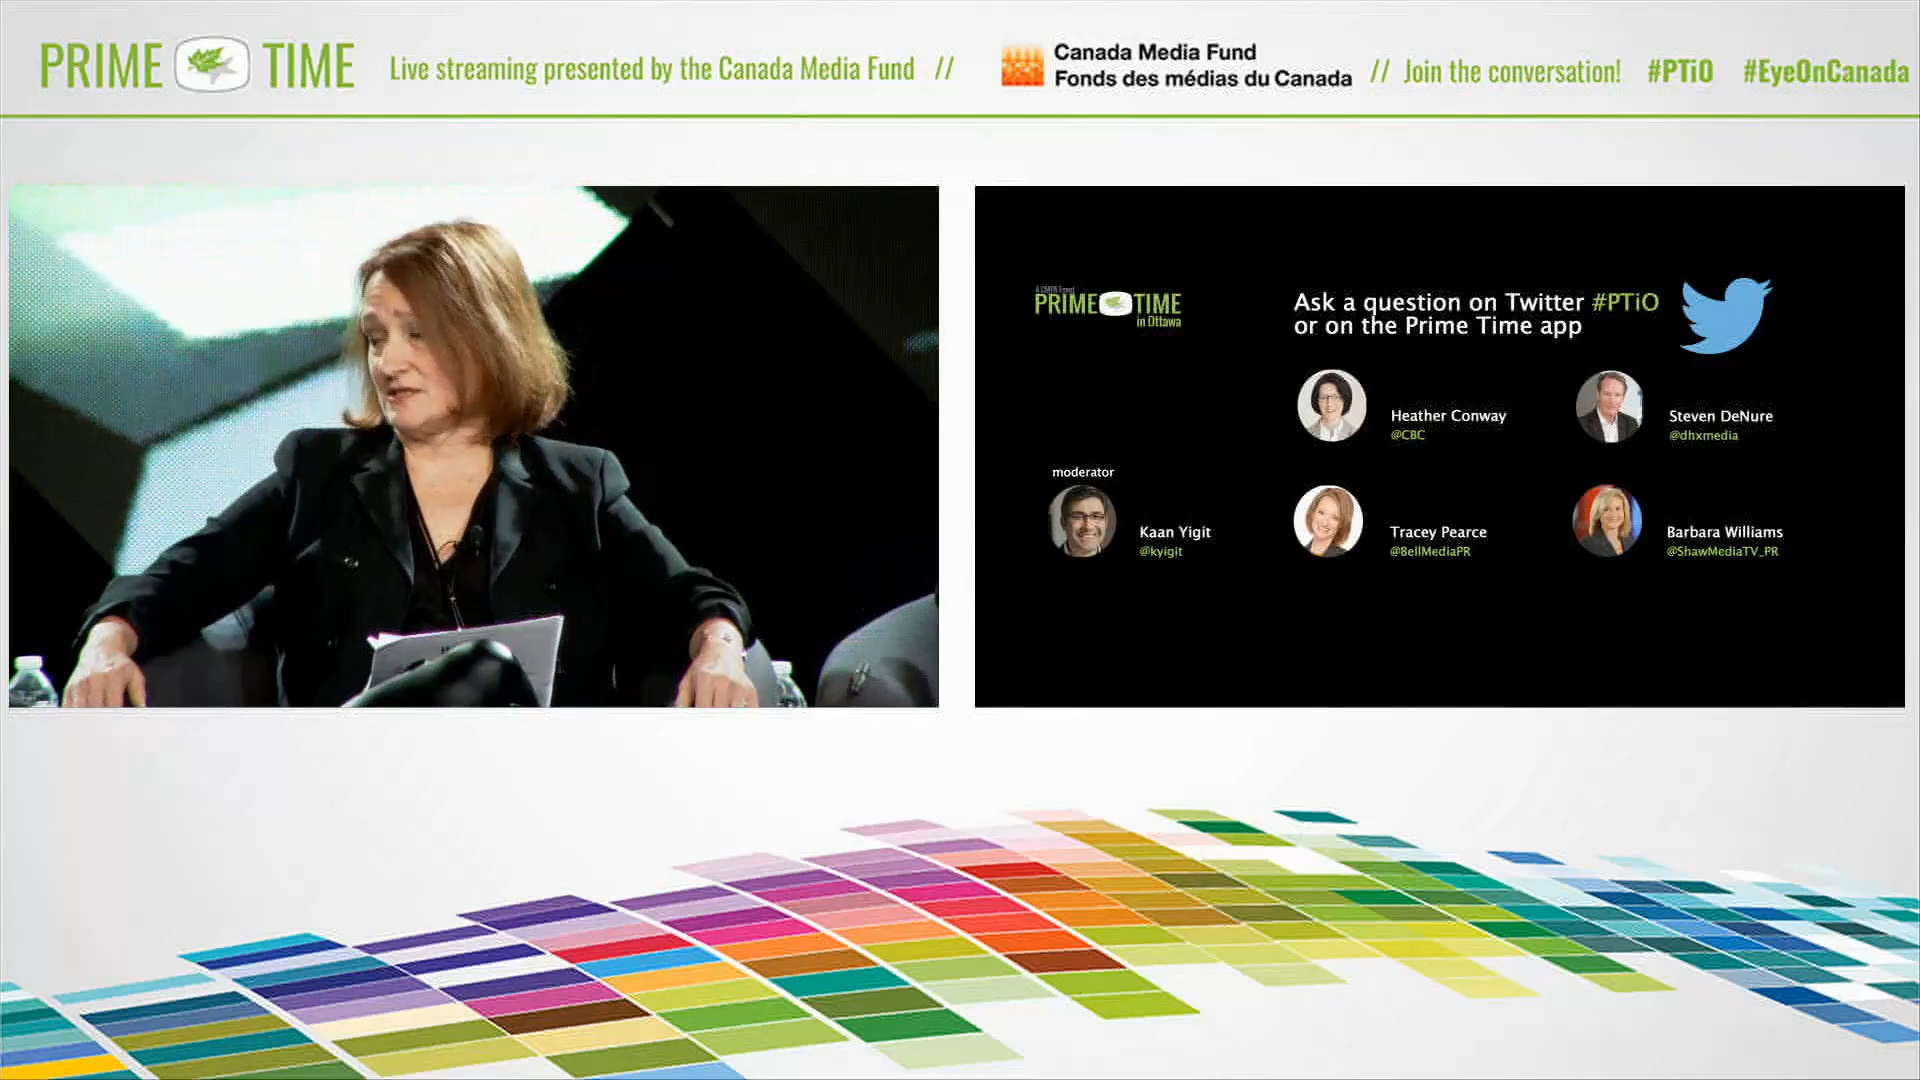 PRIME TIME
Live streaming presented by the Canada Media Fund //
Canada Media Fund
Fonds des médias du Canada
// Join the conversation! #PTiO #EyeOnCanada
PRIME TIME
in Ottawa
Ask a question on Twitter #PTiO
or on the Prime Time app
Heather Conway
@CBC
Steven DeNure
@dhxmedia
moderator
Kaan Yigit
@kyigit
Tracey Pearce
@BellMediaPR
Barbara Williams
@ShawMediaTV_PR